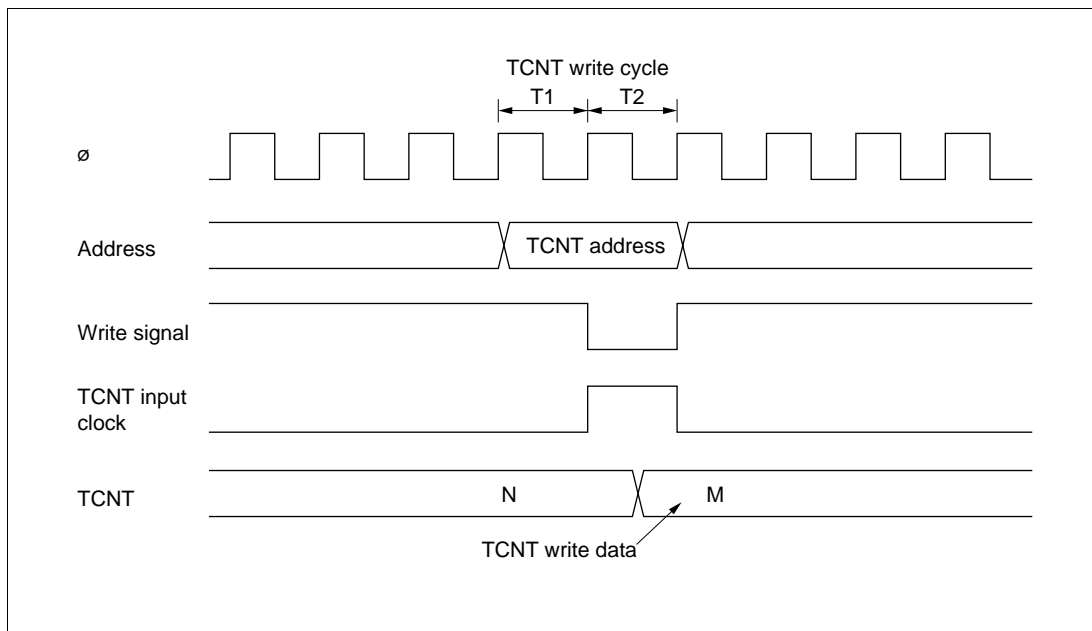 TCNT write cycle
T1 T2
ø
Address
TCNT address
Write signal
TCNT input
clock
TCNT
N
M
TCNT write data